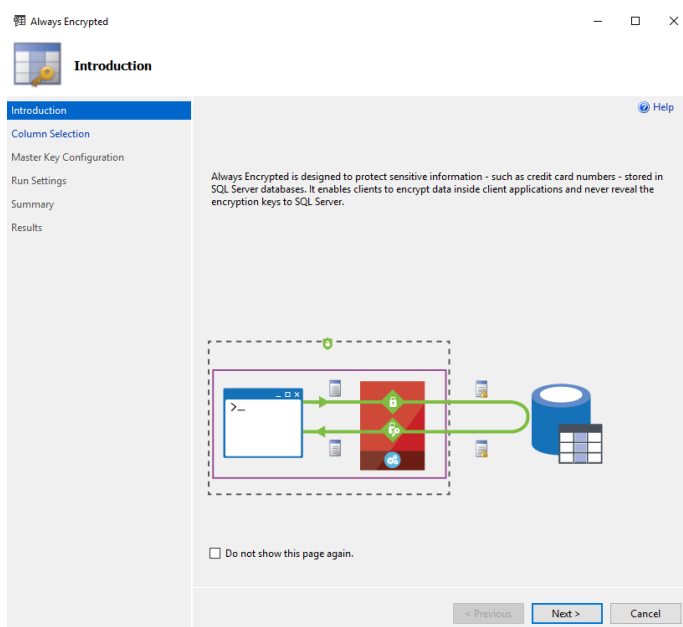 Always Encrypted
Introduction
Introduction
Column Selection
Master Key Configuration
Run Settings
Summary
Results
Help
Always Encrypted is designed to protect sensitive information - such as credit card numbers - stored in
SQL Server databases. It enables clients to encrypt data inside client applications and never reveal the
encryption keys to SQL Server.
>_
Do not show this page again.
< Previous
Next >
Cancel